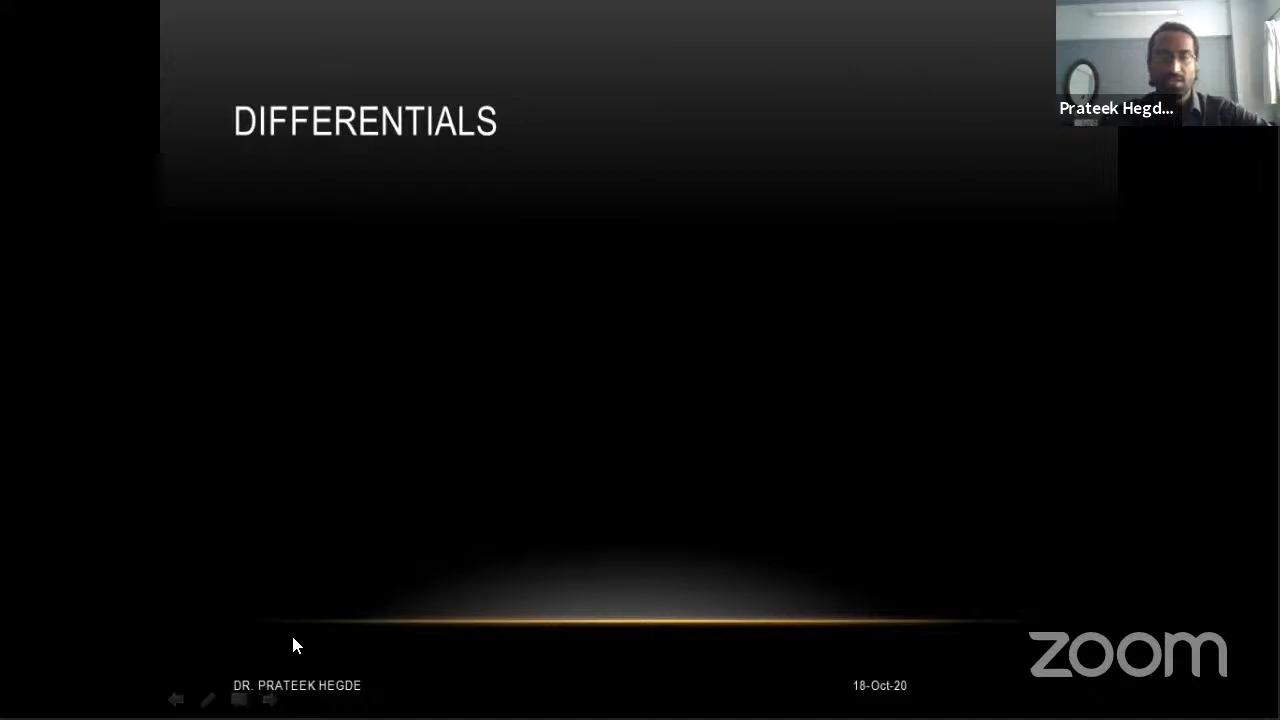 DIFFERENTIALS
Prateek Hegd...
zoom
DR. PRATEEK HEGDE
18-Oct-20